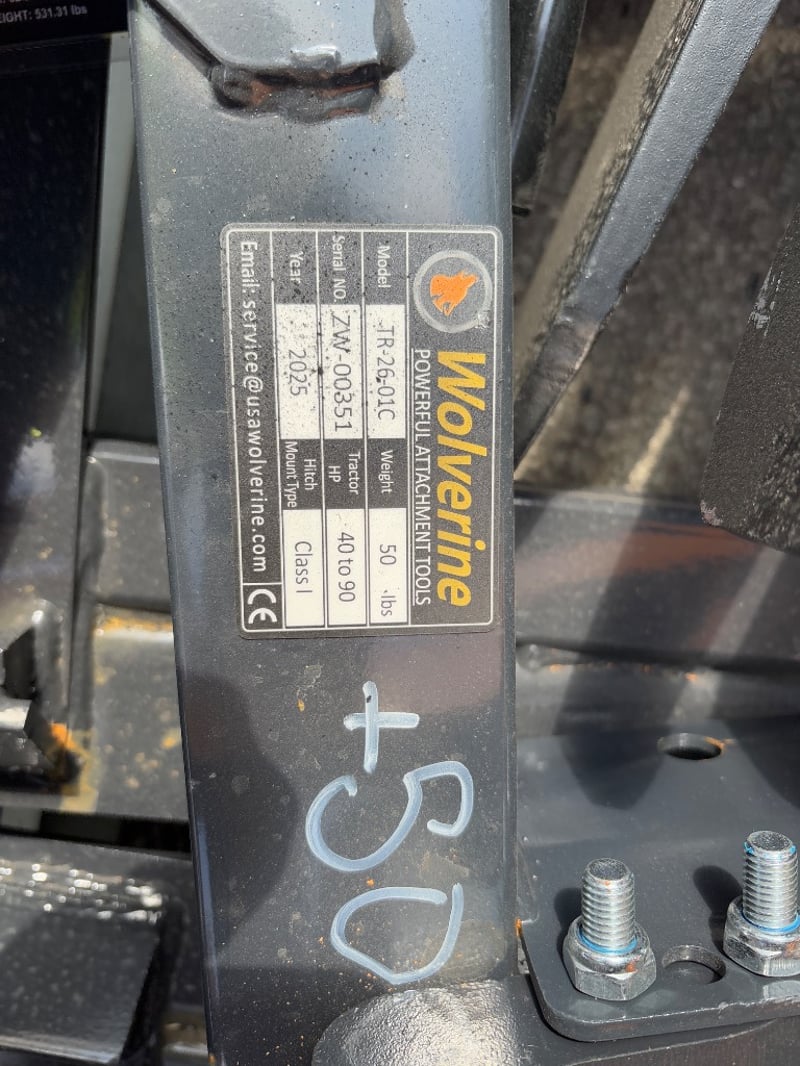 EIGHT: 531.31 lbs
Wolverine
POWERFUL ATTACHMENT TOOLS
Model TR-26-01C Weight 50 lbs
Serial NO. ZW-00351 Tractor HP 40 to 90
Year 2025 Hitch Mount Type Class I
Email: service@usawolverine.com CE
+50